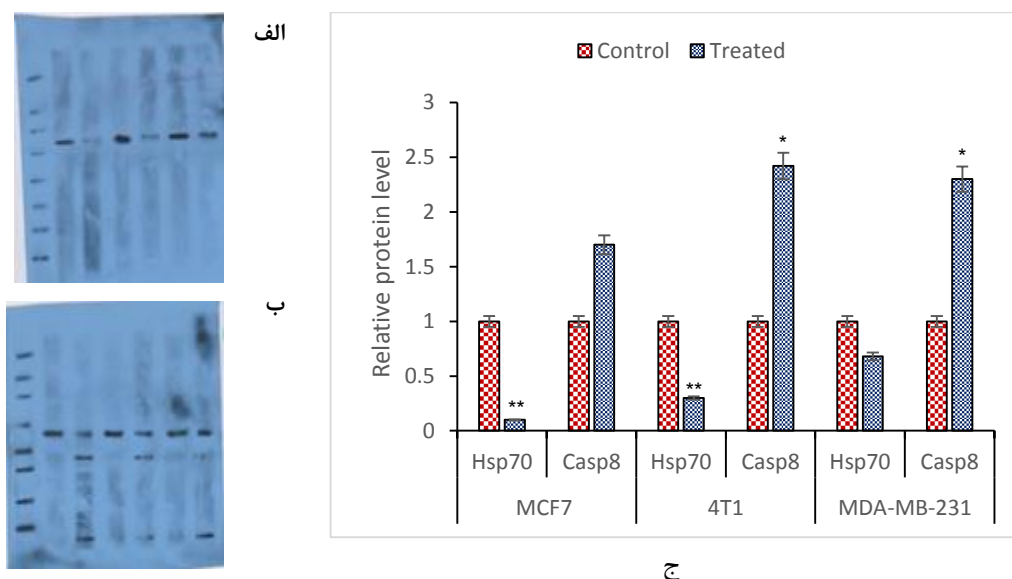 الف
ب
Control Treated
Relative protein level
3
2.5
2
1.5
1
0.5
0
** ** * *
Hsp70 Casp8 Hsp70 Casp8 Hsp70 Casp8
MCF7 4T1 MDA-MB-231
ج